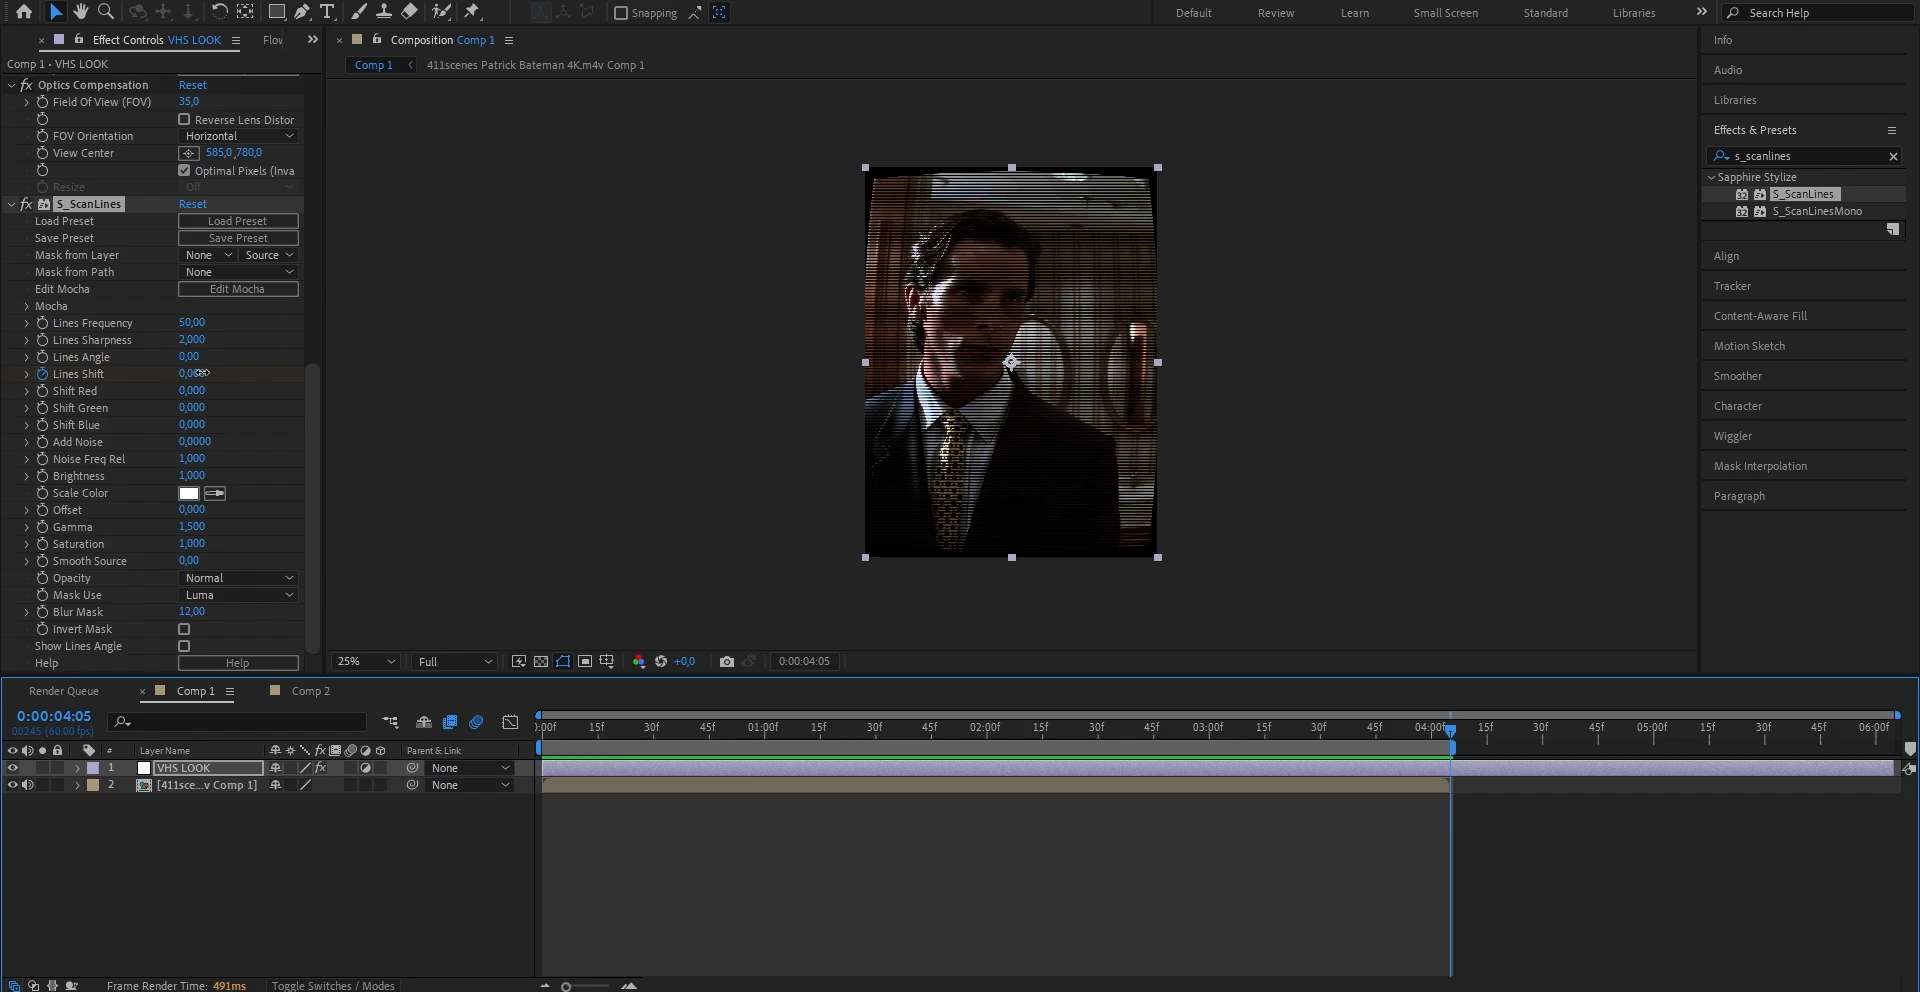 Snapping
Default
Review
Learn
Small Screen
Standard
Libraries
Search Help
Effect Controls VHS LOOK
Composition Comp 1
Info
Comp 1 • VHS LOOK
Comp 1
411scenes Patrick Bateman 4K.m4v Comp 1
Audio
Optics Compensation Reset
Field Of View (FOV) 35,0
Reverse Lens Distor
FOV Orientation Horizontal
View Center 585,0 ,780,0
Optimal Pixels (Inva
Resize Off
S_ScanLines Reset
Load Preset Load Preset
Save Preset Save Preset
Mask from Layer None Source
Mask from Path None
Edit Mocha Edit Mocha
Mocha
Lines Frequency 50,00
Lines Sharpness 2,000
Lines Angle 0,00
Lines Shift
Shift Red 0,000
Shift Green 0,000
Shift Blue 0,000
Add Noise 0,0000
Noise Freq Rel 1,000
Brightness 1,000
Scale Color
Offset 0,000
Gamma 1,500
Saturation 1,000
Smooth Source 0,00
Opacity Normal
Mask Use Luma
Blur Mask 12,00
Invert Mask
Show Lines Angle
Help Help
Libraries
Effects & Presets
s_scanlines
Sapphire Stylize
32 S_ScanLines
32 S_ScanLinesMono
Align
Tracker
Content-Aware Fill
Motion Sketch
Smoother
Character
Wiggler
Mask Interpolation
Paragraph
25% Full +0,0 0:00:04:05
Render Queue
Comp 1
Comp 2
0:00:04:05
00245 (60.00 fps)
:00f 15f 30f 45f 01:00f 15f 30f 45f 02:00f 15f 30f 45f 03:00f 15f 30f 45f 04:00f 15f 30f 45f 05:00f 15f 30f 45f 06:00f
# Layer Name fx Parent & Link
1 VHS LOOK fx None
2 [411sce...v Comp 1] None
Frame Render Time: 491ms
Toggle Switches / Modes